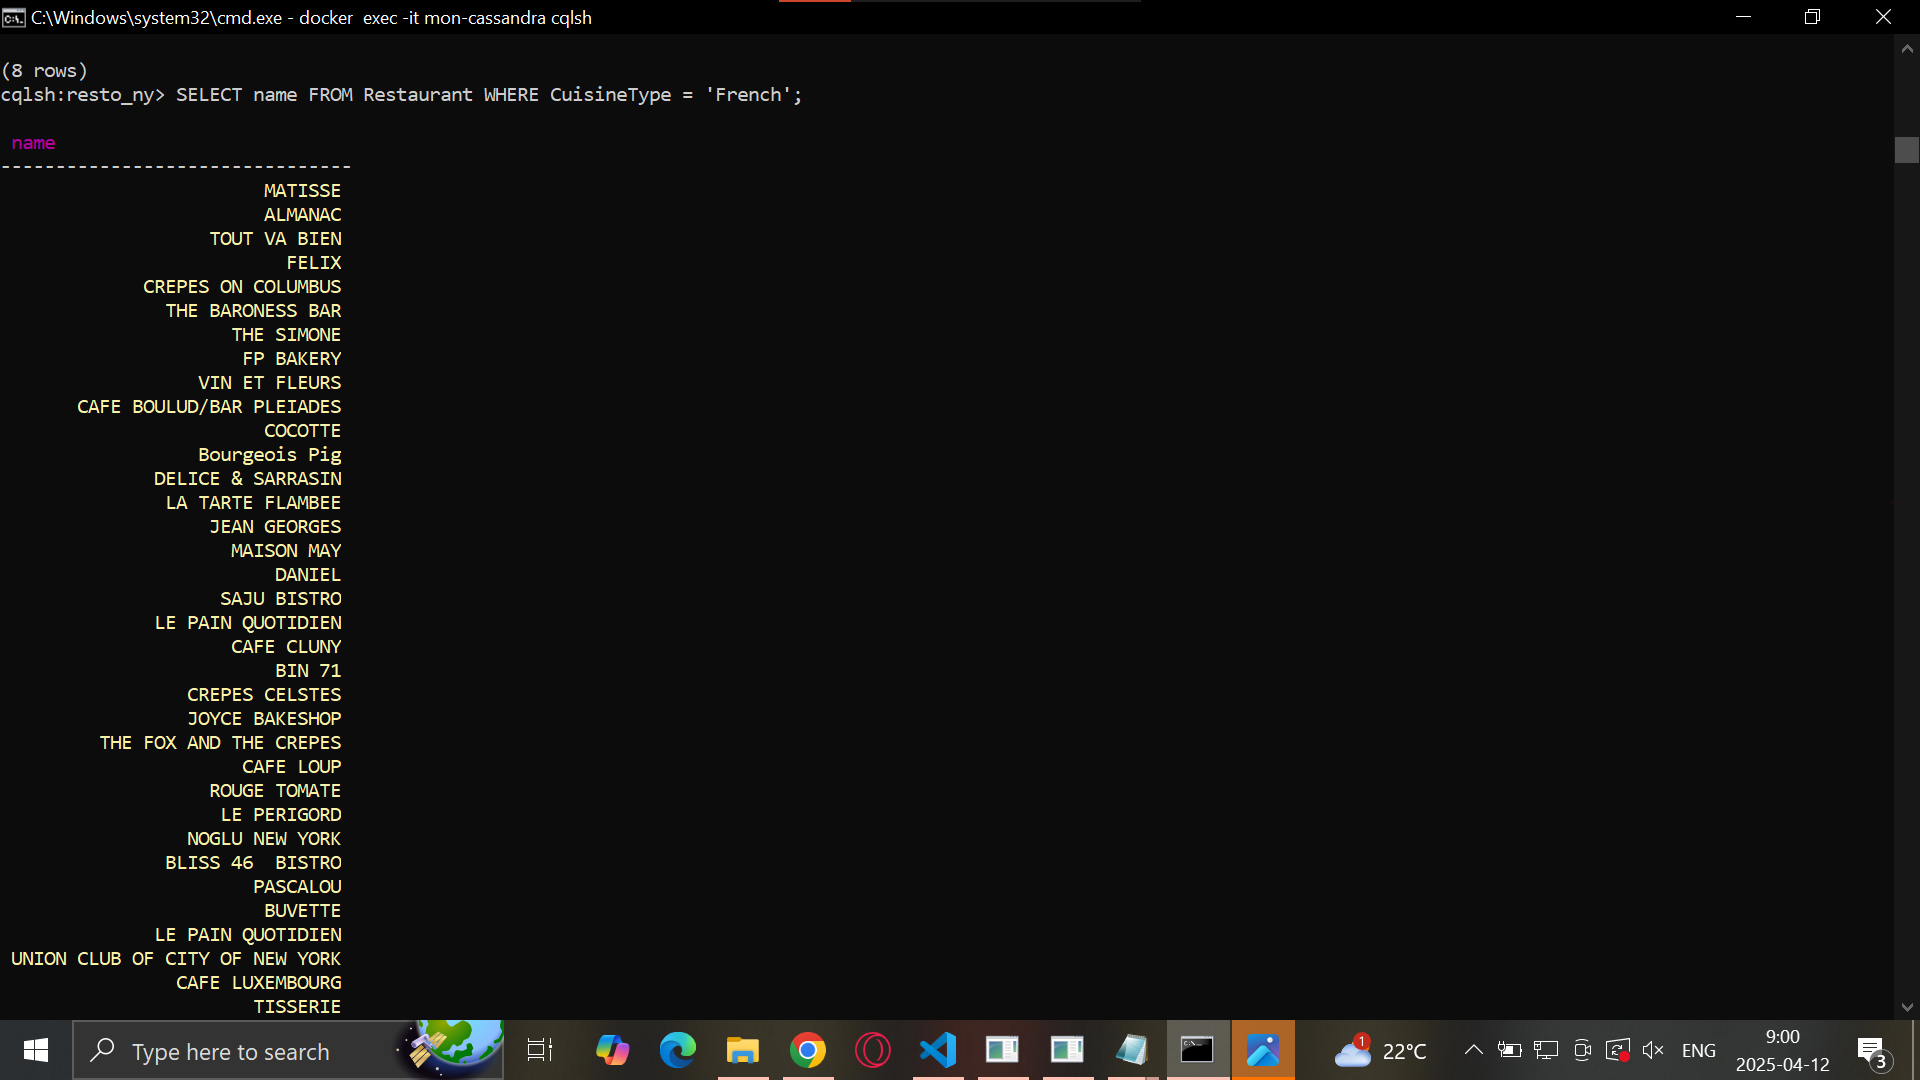 C:\Windows\system32\cmd.exe - docker  exec -it mon-cassandra cqlsh
(8 rows)
cqlsh:resto_ny> SELECT name FROM Restaurant WHERE CuisineType = 'French';
name
--------------------------------
MATISSE
ALMANAC
TOUT VA BIEN
FELIX
CREPES ON COLUMBUS
THE BARONESS BAR
THE SIMONE
FP BAKERY
VIN ET FLEURS
CAFE BOULUD/BAR PLEIADES
COCOTTE
Bourgeois Pig
DELICE & SARRASIN
LA TARTE FLAMBEE
JEAN GEORGES
MAISON MAY
DANIEL
SAJU BISTRO
LE PAIN QUOTIDIEN
CAFE CLUNY
BIN 71
CREPES CELSTES
JOYCE BAKESHOP
THE FOX AND THE CREPES
CAFE LOUP
ROUGE TOMATE
LE PERIGORD
NOGLU NEW YORK
BLISS 46  BISTRO
PASCALOU
BUVETTE
LE PAIN QUOTIDIEN
UNION CLUB OF CITY OF NEW YORK
CAFE LUXEMBOURG
TISSERIE
Type here to search
1
22°C
ENG
9:00
2025-04-12
3